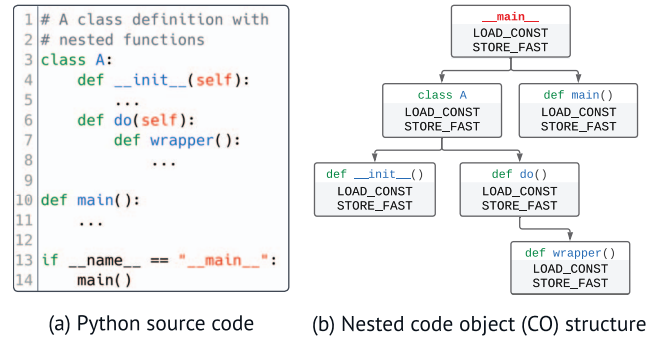 1 # A class definition with
2 # nested functions
3 class A:
4     def __init__(self):
5         ...
6     def do(self):
7         def wrapper():
8             ...
9
10 def main():
11     ...
12
13 if __name__ == "__main__":
14     main()
(a) Python source code
__main__
LOAD_CONST
STORE_FAST
class A
LOAD_CONST
STORE_FAST
def main()
LOAD_CONST
STORE_FAST
def __init__()
LOAD_CONST
STORE_FAST
def do()
LOAD_CONST
STORE_FAST
def wrapper()
LOAD_CONST
STORE_FAST
(b) Nested code object (CO) structure